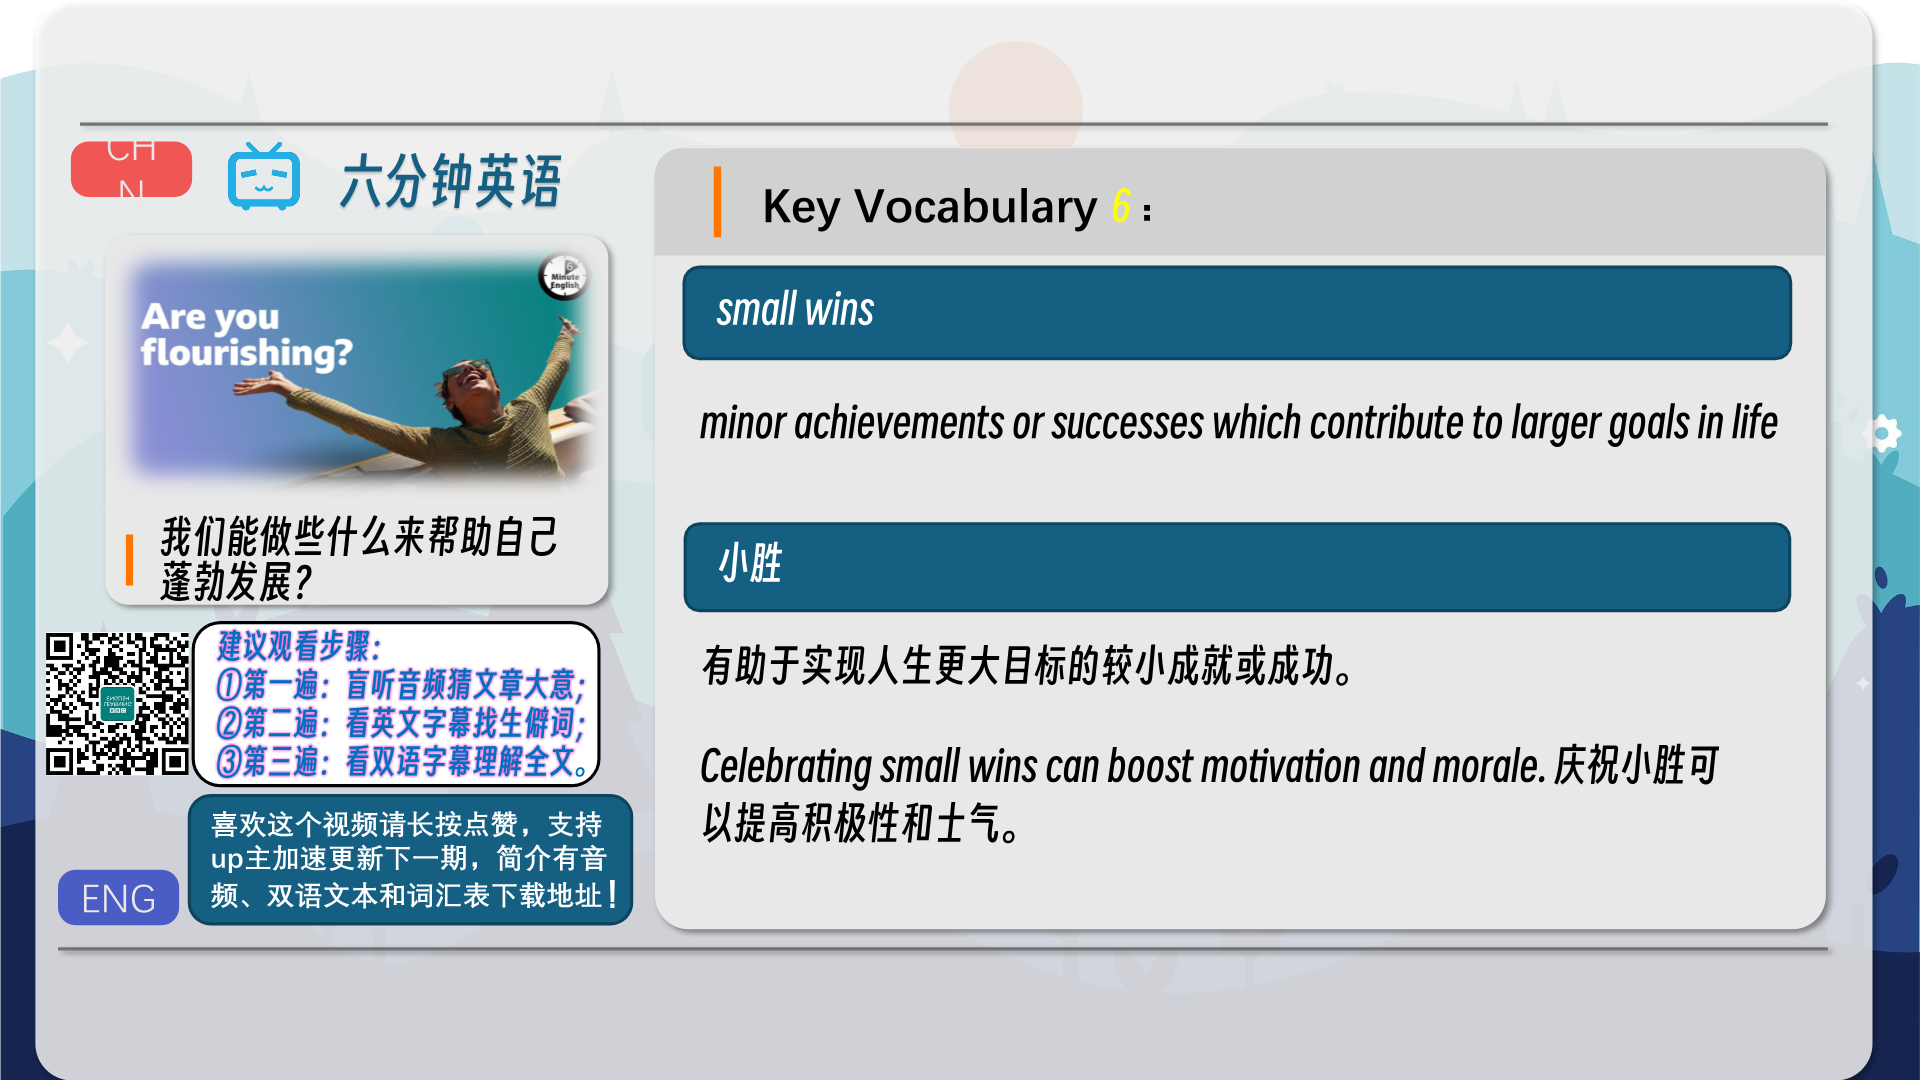 CH
N
六分钟英语
6
Minute
English
Are you
flourishing?
我们能做些什么来帮助自己
蓬勃发展?
建议观看步骤:
①第一遍: 盲听音频猜文章大意;
②第二遍: 看英文字幕找生僻词;
③第三遍: 看双语字幕理解全文。
喜欢这个视频请长按点赞，支持
up主加速更新下一期，简介有音
频、双语文本和词汇表下载地址！
ENG
Key Vocabulary 6：
small wins
minor achievements or successes which contribute to larger goals in life
小胜
有助于实现人生更大目标的较小成就或成功。
Celebrating small wins can boost motivation and morale. 庆祝小胜可
以提高积极性和士气。